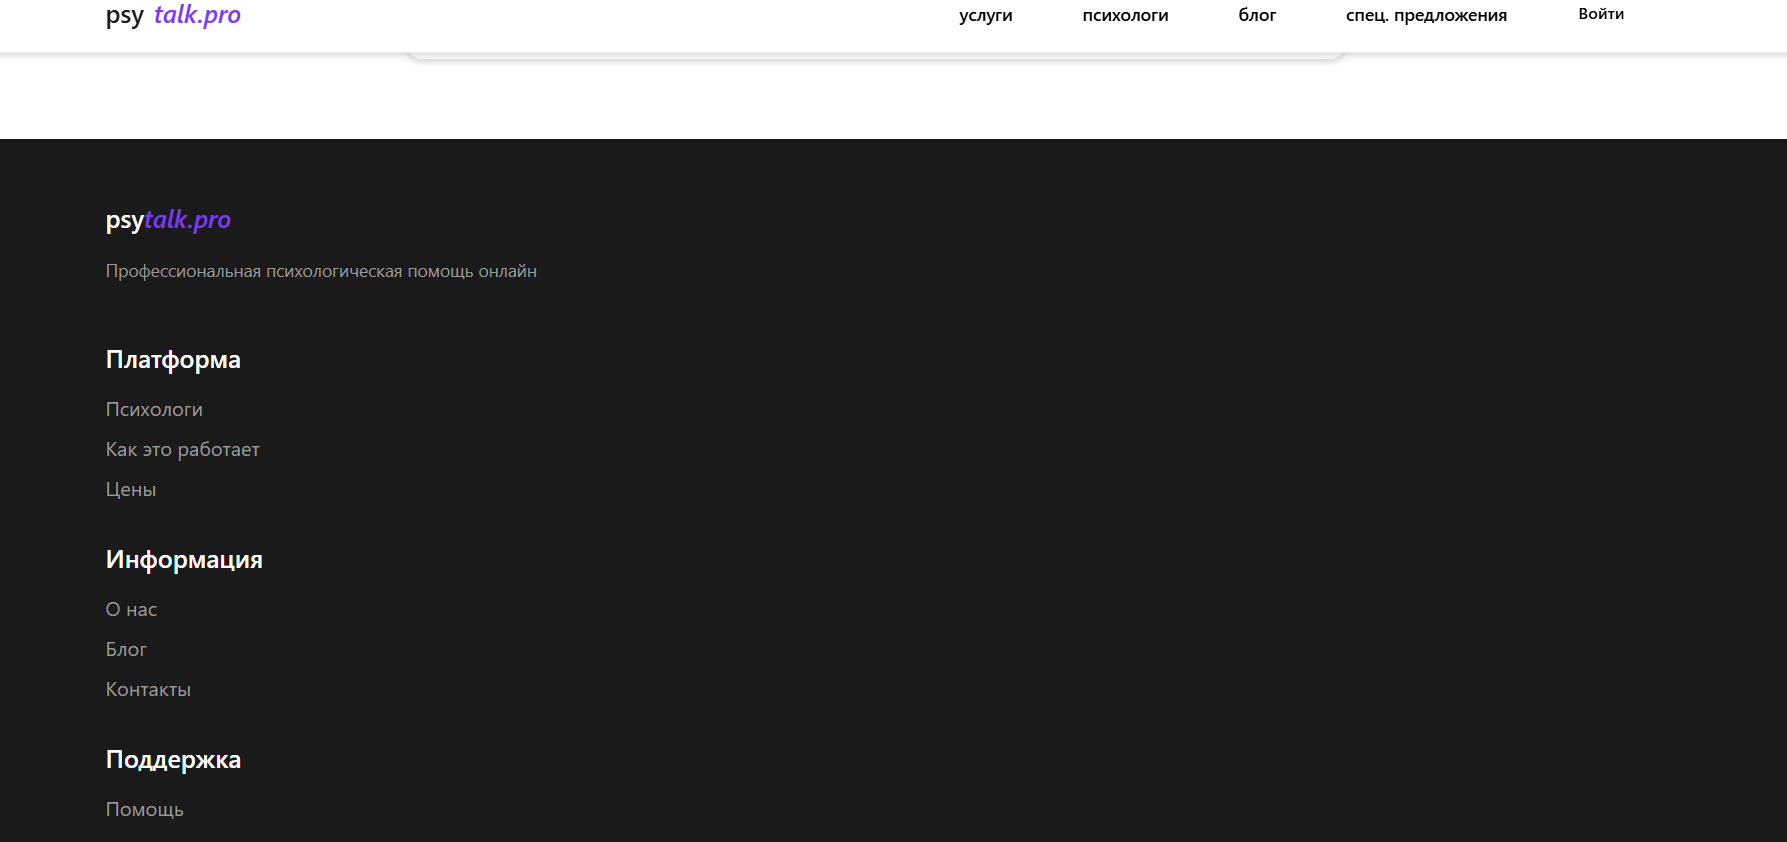 psy talk.pro услуги психологи блог спец. предложения Войти
psytalk.pro
Профессиональная психологическая помощь онлайн
Платформа
Психологи
Как это работает
Цены
Информация
О нас
Блог
Контакты
Поддержка
Помощь